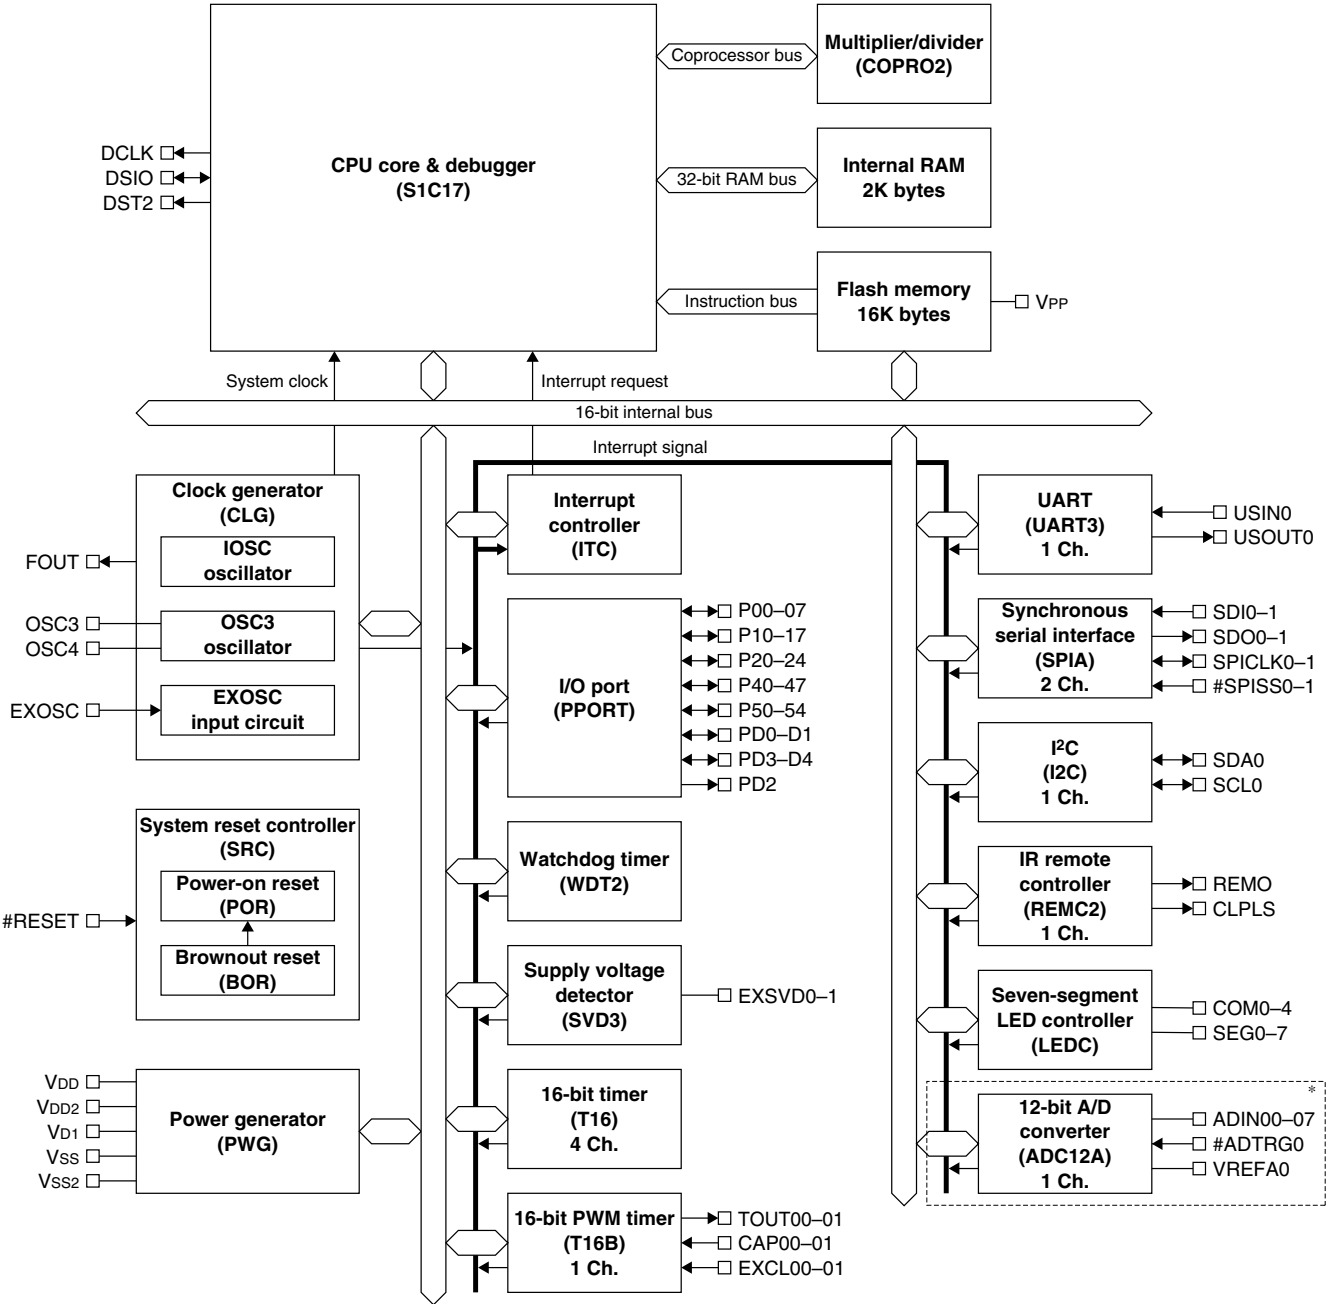 Coprocessor bus
Multiplier/divider
(COPRO2)
DCLK
DSIO
DST2
CPU core & debugger
(S1C17)
32-bit RAM bus
Internal RAM
2K bytes
Instruction bus
Flash memory
16K bytes
VPP
System clock
Interrupt request
16-bit internal bus
Interrupt signal
Clock generator
(CLG)
IOSC
oscillator
OSC3
oscillator
EXOSC
input circuit
FOUT
OSC3
OSC4
EXOSC
System reset controller
(SRC)
Power-on reset
(POR)
Brownout reset
(BOR)
#RESET
VDD
VDD2
VD1
VSS
VSS2
Power generator
(PWG)
Interrupt
controller
(ITC)
I/O port
(PPORT)
P00–07
P10–17
P20–24
P40–47
P50–54
PD0–D1
PD3–D4
PD2
Watchdog timer
(WDT2)
Supply voltage
detector
(SVD3)
EXSVD0–1
16-bit timer
(T16)
4 Ch.
16-bit PWM timer
(T16B)
1 Ch.
TOUT00–01
CAP00–01
EXCL00–01
UART
(UART3)
1 Ch.
USIN0
USOUT0
Synchronous
serial interface
(SPIA)
2 Ch.
SDI0–1
SDO0–1
SPICLK0–1
#SPISS0–1
I²C
(I2C)
1 Ch.
SDA0
SCL0
IR remote
controller
(REMC2)
1 Ch.
REMO
CLPLS
Seven-segment
LED controller
(LEDC)
COM0–4
SEG0–7
*
12-bit A/D
converter
(ADC12A)
1 Ch.
ADIN00–07
#ADTRG0
VREFA0